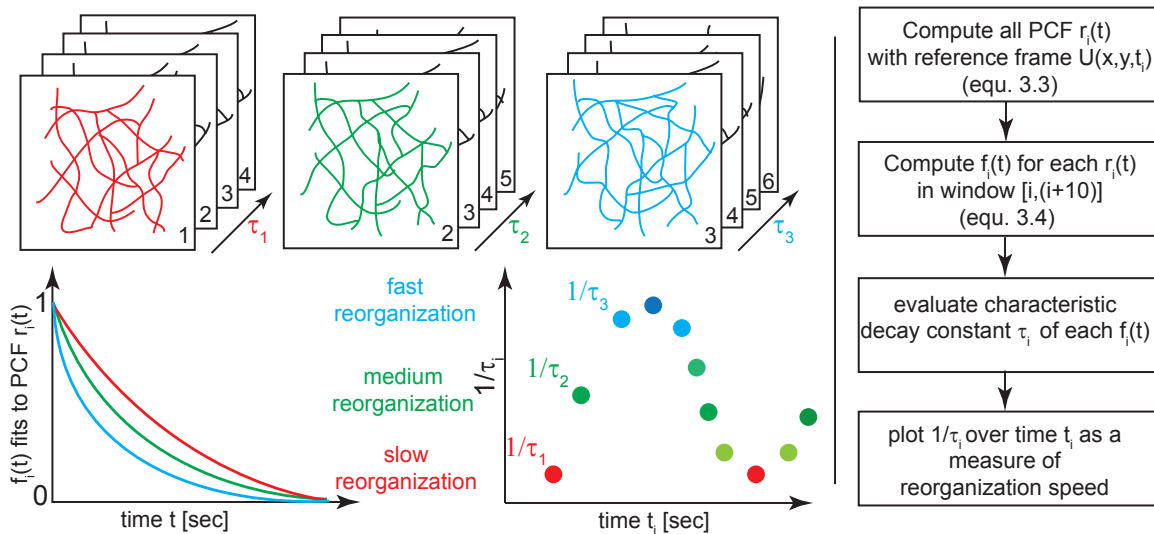 1
2
3
4
τ1
2
3
4
5
τ2
3
4
5
6
τ3
fi(t) fits to PCF ri(t)
1
0
time t [sec]
fast
reorganization
medium
reorganization
slow
reorganization
1/τi
1/τ3
1/τ2
1/τ1
time ti [sec]
Compute all PCF ri(t)
with reference frame U(x,y,ti)
(equ. 3.3)
Compute fi(t) for each ri(t)
in window [i,(i+10)]
(equ. 3.4)
evaluate characteristic
decay constant τi of each fi(t)
plot 1/τi over time ti as a
measure of
reorganization speed